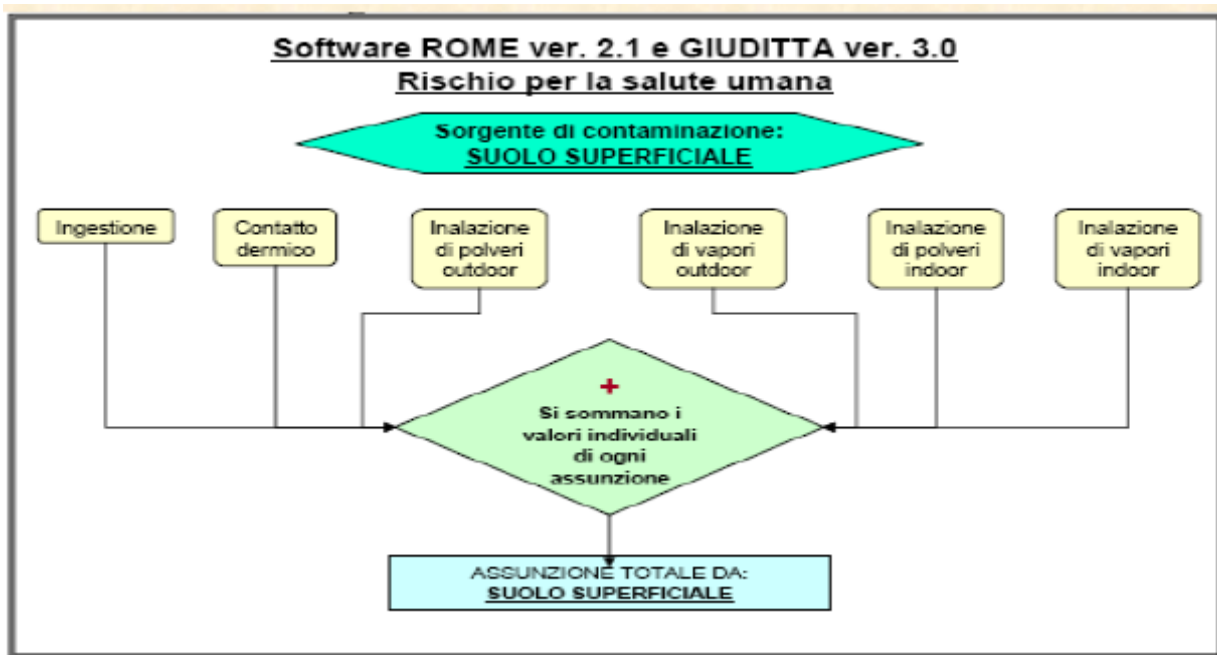 Software ROME ver. 2.1 e GIUDITTA ver. 3.0
Rischio per la salute umana
Sorgente di contaminazione:
SUOLO SUPERFICIALE
Ingestione
Contatto
dermico
Inalazione
di polveri
outdoor
Inalazione
di vapori
outdoor
Inalazione
di polveri
indoor
Inalazione
di vapori
indoor
+
Si sommano i
valori individuali
di ogni
assunzione
ASSUNZIONE TOTALE DA:
SUOLO SUPERFICIALE